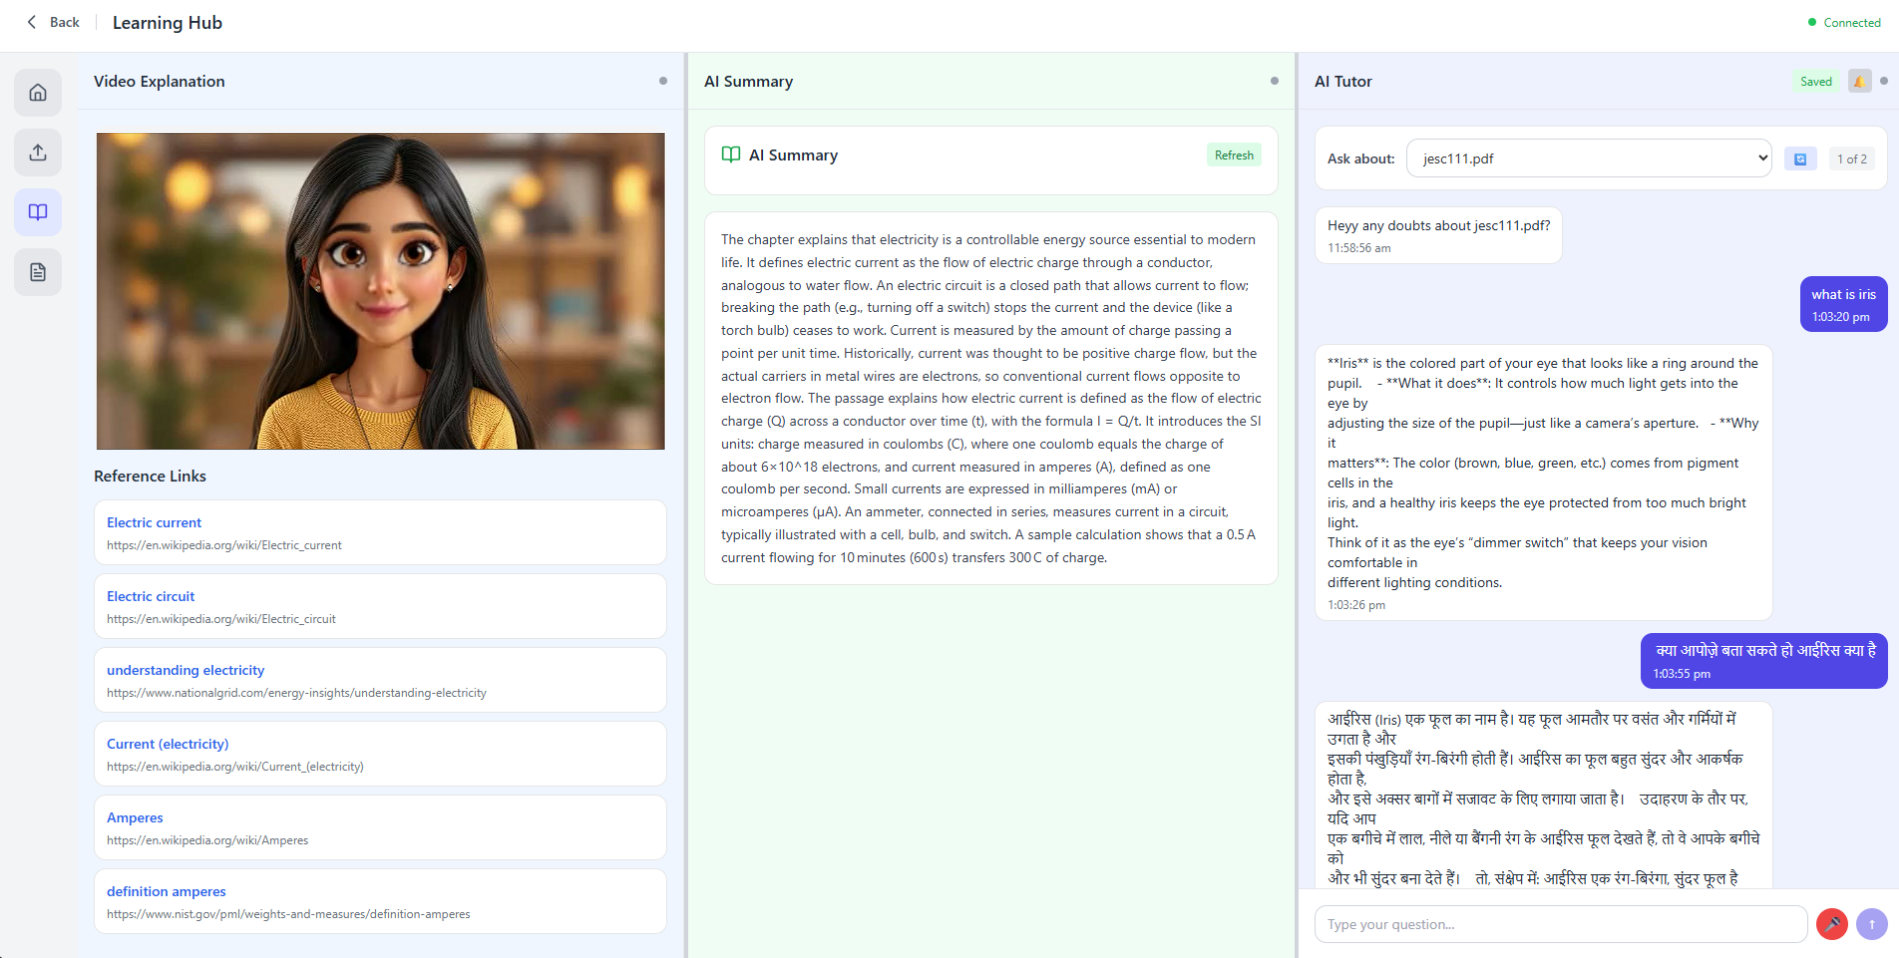 Back
Learning Hub
Connected
Video Explanation
Reference Links
Electric current
https://en.wikipedia.org/wiki/Electric_current
Electric circuit
https://en.wikipedia.org/wiki/Electric_circuit
understanding electricity
https://www.nationalgrid.com/energy-insights/understanding-electricity
Current (electricity)
https://en.wikipedia.org/wiki/Current_(electricity)
Amperes
https://en.wikipedia.org/wiki/Amperes
definition amperes
https://www.nist.gov/pml/weights-and-measures/definition-amperes
AI Summary
AI Summary
Refresh
The chapter explains that electricity is a controllable energy source essential to modern
life. It defines electric current as the flow of electric charge through a conductor,
analogous to water flow. An electric circuit is a closed path that allows current to flow;
breaking the path (e.g., turning off a switch) stops the current and the device (like a
torch bulb) ceases to work. Current is measured by the amount of charge passing a
point per unit time. Historically, current was thought to be positive charge flow, but the
actual carriers in metal wires are electrons, so conventional current flows opposite to
electron flow. The passage explains how electric current is defined as the flow of electric
charge (Q) across a conductor over time (t), with the formula I = Q/t. It introduces the SI
units: charge measured in coulombs (C), where one coulomb equals the charge of
about 6×10^18 electrons, and current measured in amperes (A), defined as one
coulomb per second. Small currents are expressed in milliamperes (mA) or
microamperes (µA). An ammeter, connected in series, measures current in a circuit,
typically illustrated with a cell, bulb, and switch. A sample calculation shows that a 0.5 A
current flowing for 10 minutes (600 s) transfers 300 C of charge.
AI Tutor
Saved
Ask about:
jesc111.pdf
1 of 2
Heyy any doubts about jesc111.pdf?
11:58:56 am
what is iris
1:03:20 pm
**Iris** is the colored part of your eye that looks like a ring around the
pupil. - **What it does**: It controls how much light gets into the
eye by
adjusting the size of the pupil—just like a camera’s aperture. - **Why
it
matters**: The color (brown, blue, green, etc.) comes from pigment
cells in the
iris, and a healthy iris keeps the eye protected from too much bright
light.
Think of it as the eye’s “dimmer switch” that keeps your vision
comfortable in
different lighting conditions.
1:03:26 pm
क्या आपोज़े बता सकते हो आईरिस क्या है
1:03:55 pm
आईरिस (Iris) एक फूल का नाम है। यह फूल आमतौर पर वसंत और गर्मियों में
उगता है और
इसकी पंखुड़ियाँ रंग-बिरंगी होती हैं। आईरिस का फूल बहुत सुंदर और आकर्षक
होता है,
और इसे अक्सर बागों में सजावट के लिए लगाया जाता है। उदाहरण के तौर पर,
यदि आप
एक बगीचे में लाल, नीले या बैंगनी रंग के आईरिस फूल देखते हैं, तो वे आपके बगीचे
को
और भी सुंदर बना देते हैं। तो, संक्षेप में: आईरिस एक रंग-बिरंगा, सुंदर फूल है
Type your question...